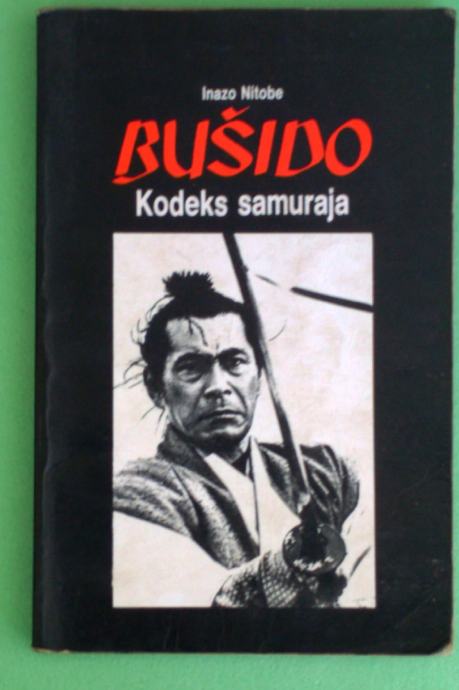 Inazo Nitobe
BUŠIDO
Kodeks samuraja